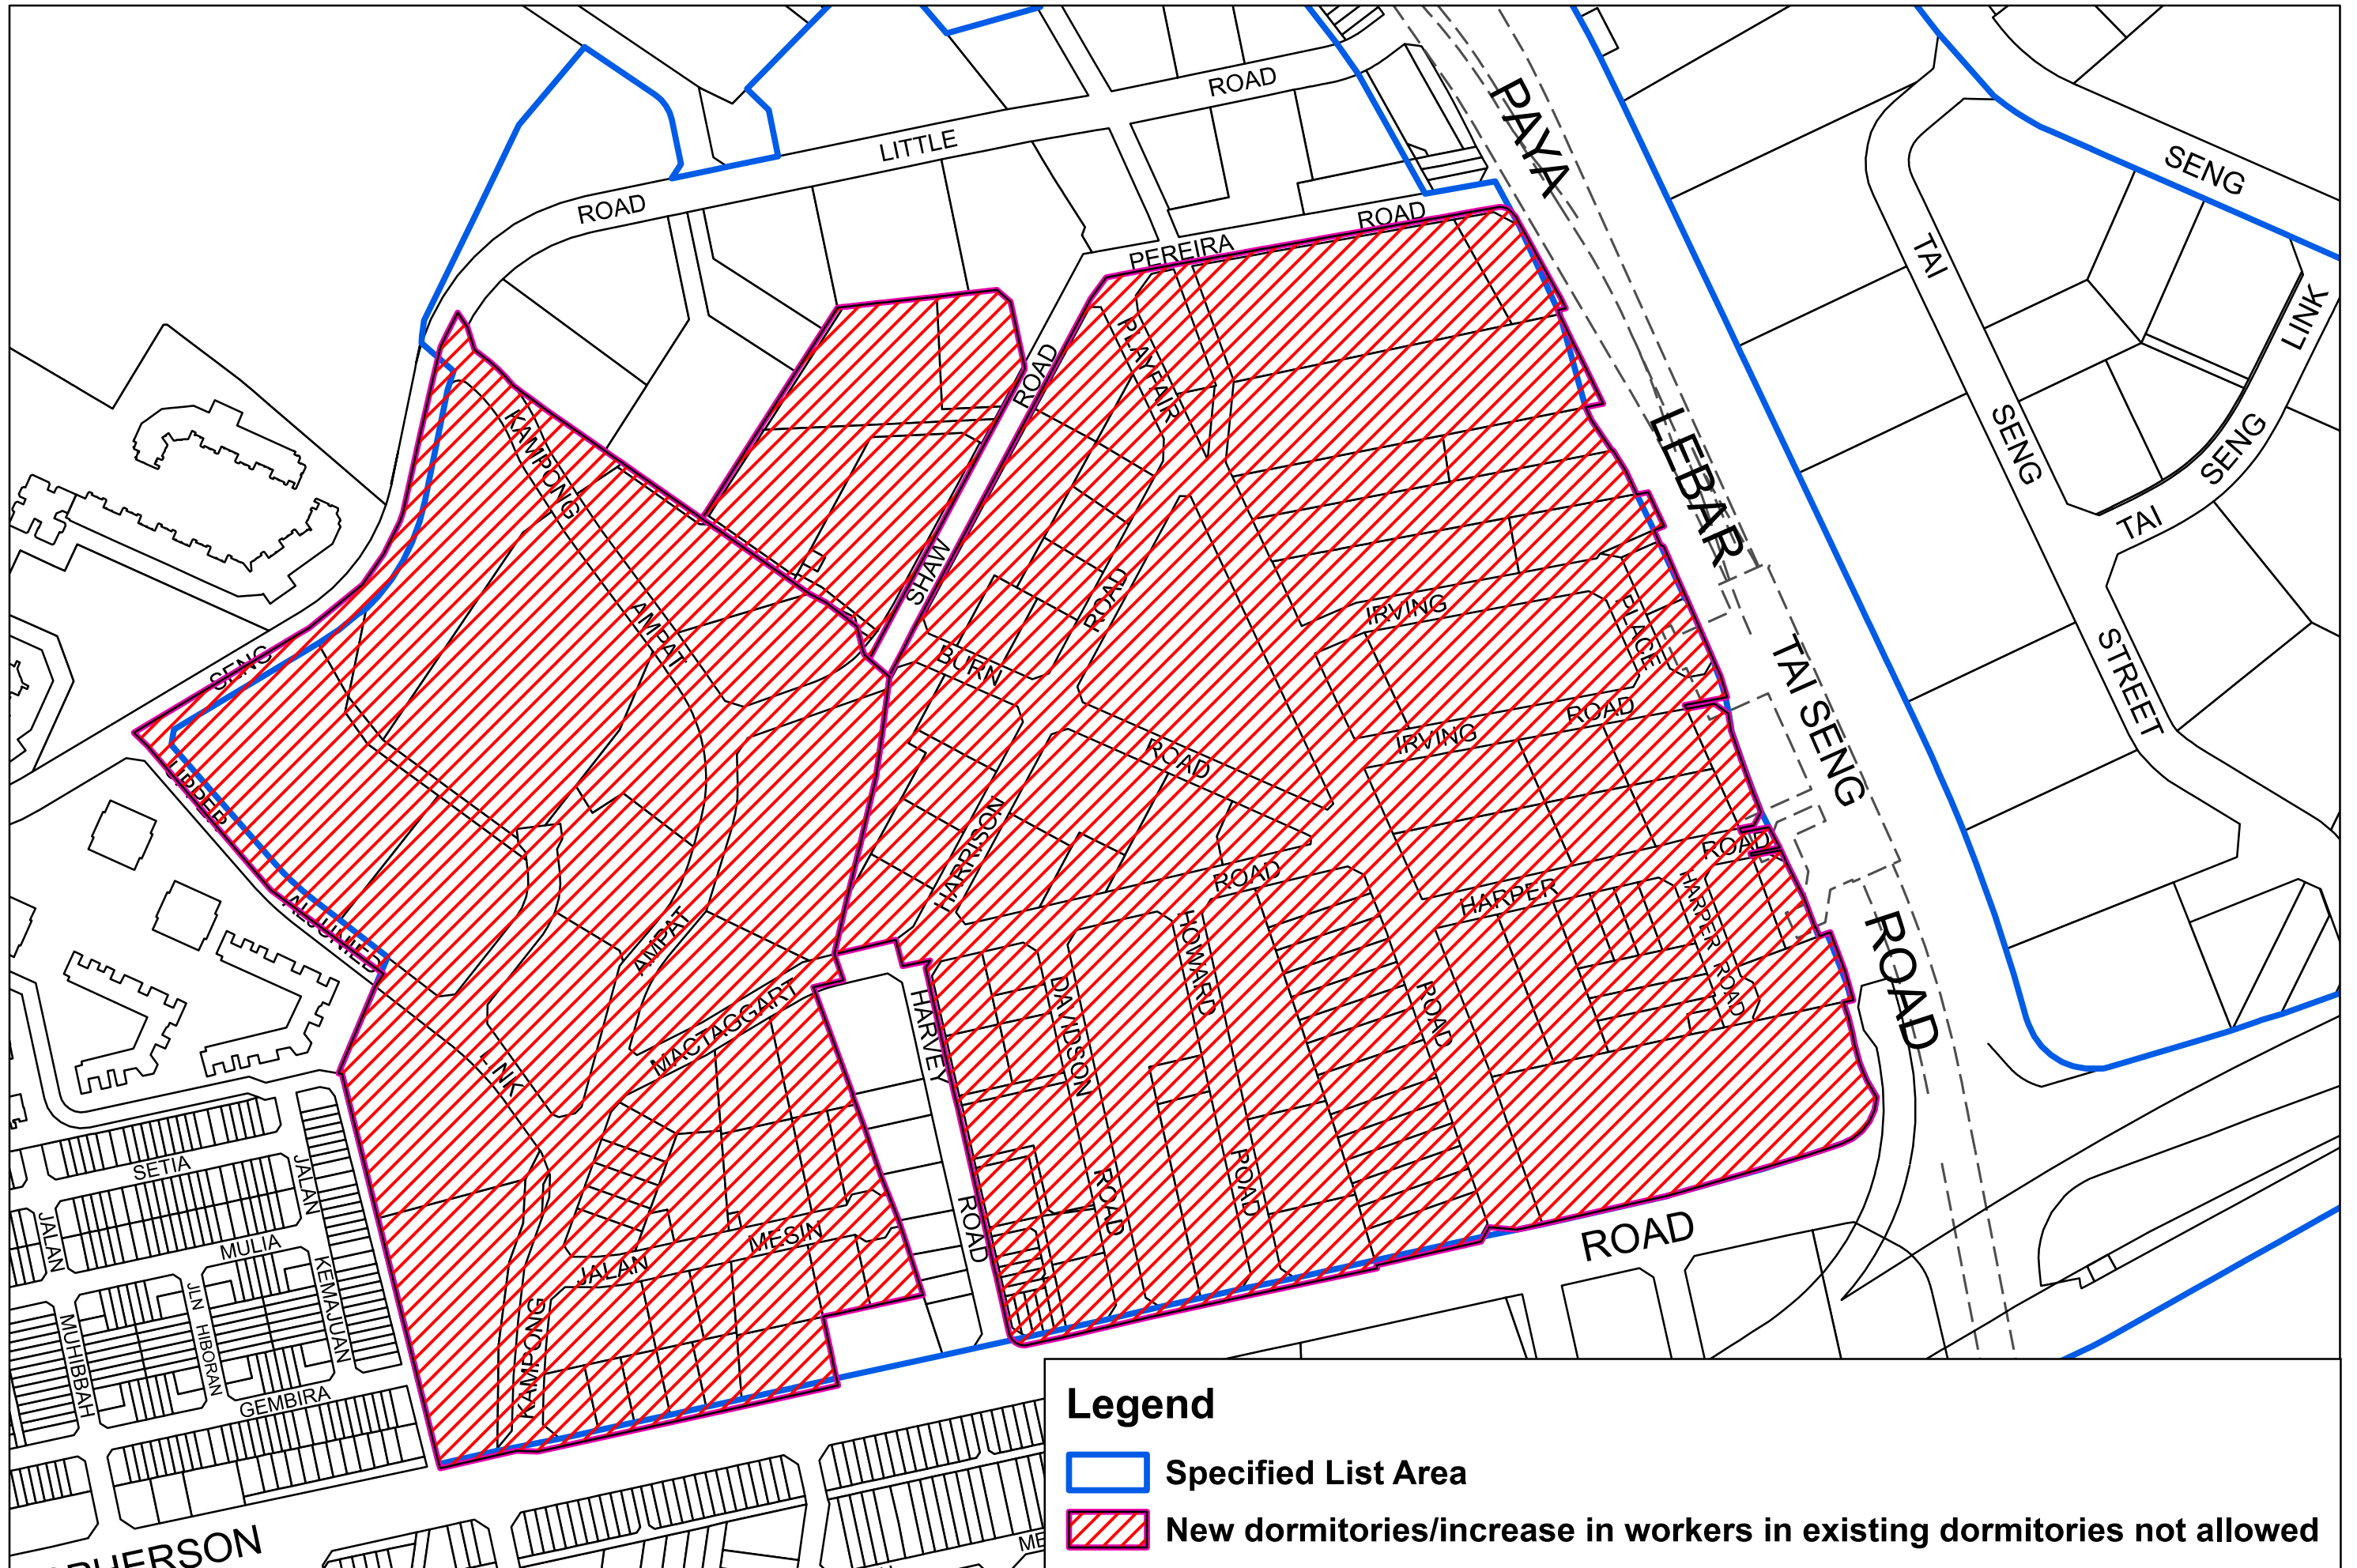 ROAD
LITTLE
ROAD
PEREIRA
ROAD
PAYA
LEBAR
TAI SENG
ROAD
SENG
TAI
SENG
STREET
LINK
SENG
TAI
PLAYFAIR
ROAD
ROAD
SHAW
KAMPONG
AMPAT
AMPAT
SENG
UPPER
ALJUNIED
LINK
BURN
ROAD
IRVING
PLACE
IRVING
ROAD
HARRISON
ROAD
HARPER
ROAD
HARPER ROAD
HOWARD
ROAD
DAVIDSON
ROAD
ROAD
MACTAGGART
HARVEY
ROAD
JALAN
MESIN
KAMPONG
SETIA
JALAN
JALAN
MULIA
KEMAJUAN
JLN
HIBORAN
MUHIBBAH
GEMBIRA
ROAD
PHERSON
ME
Legend
Specified List Area
New dormitories/increase in workers in existing dormitories not allowed